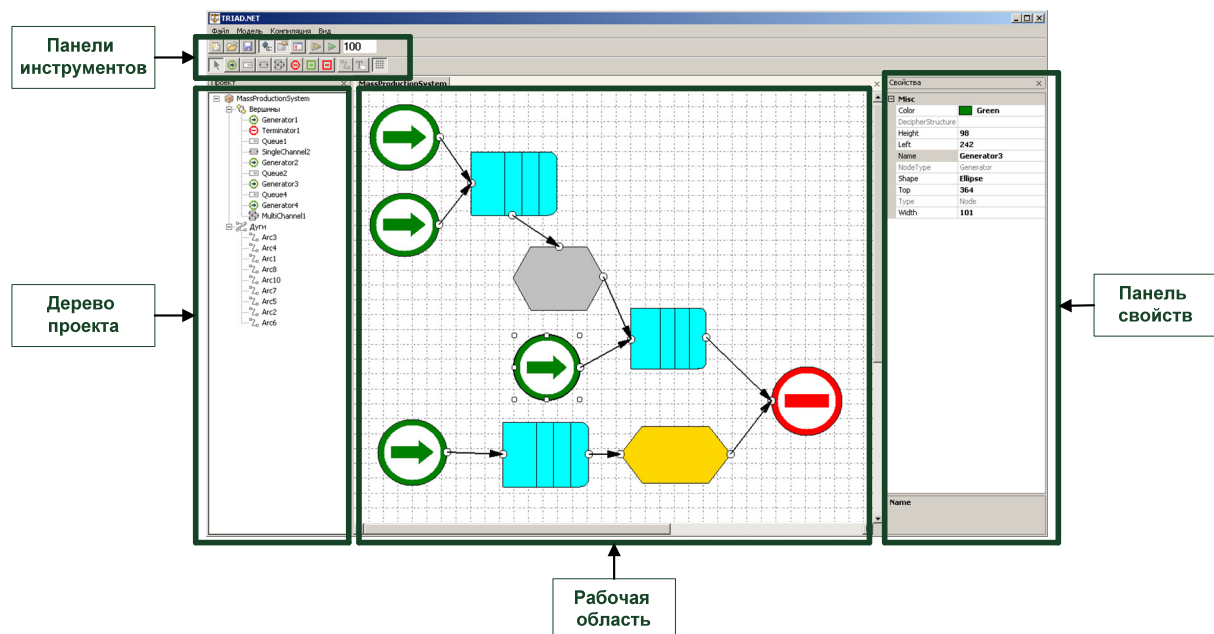 TRIAD.NET
Файл Модель Компиляция Вид
100
Панели
инструментов
Проект
MassProductionSystem
Вершины
Generator1
Terminator1
Queue1
SingleChannel2
Generator2
Queue2
Generator3
Queue4
Generator4
MultiChannel1
Дуги
Arc3
Arc4
Arc1
Arc8
Arc10
Arc7
Arc5
Arc2
Arc6
Дерево
проекта
MassProductionSystem
Свойства
Misc
Color Green
DecipherStructure
Height 98
Left 242
Name Generator3
NodeType Generator
Shape Ellipse
Top 364
Type Node
Width 101
Name
Панель
свойств
Рабочая
область